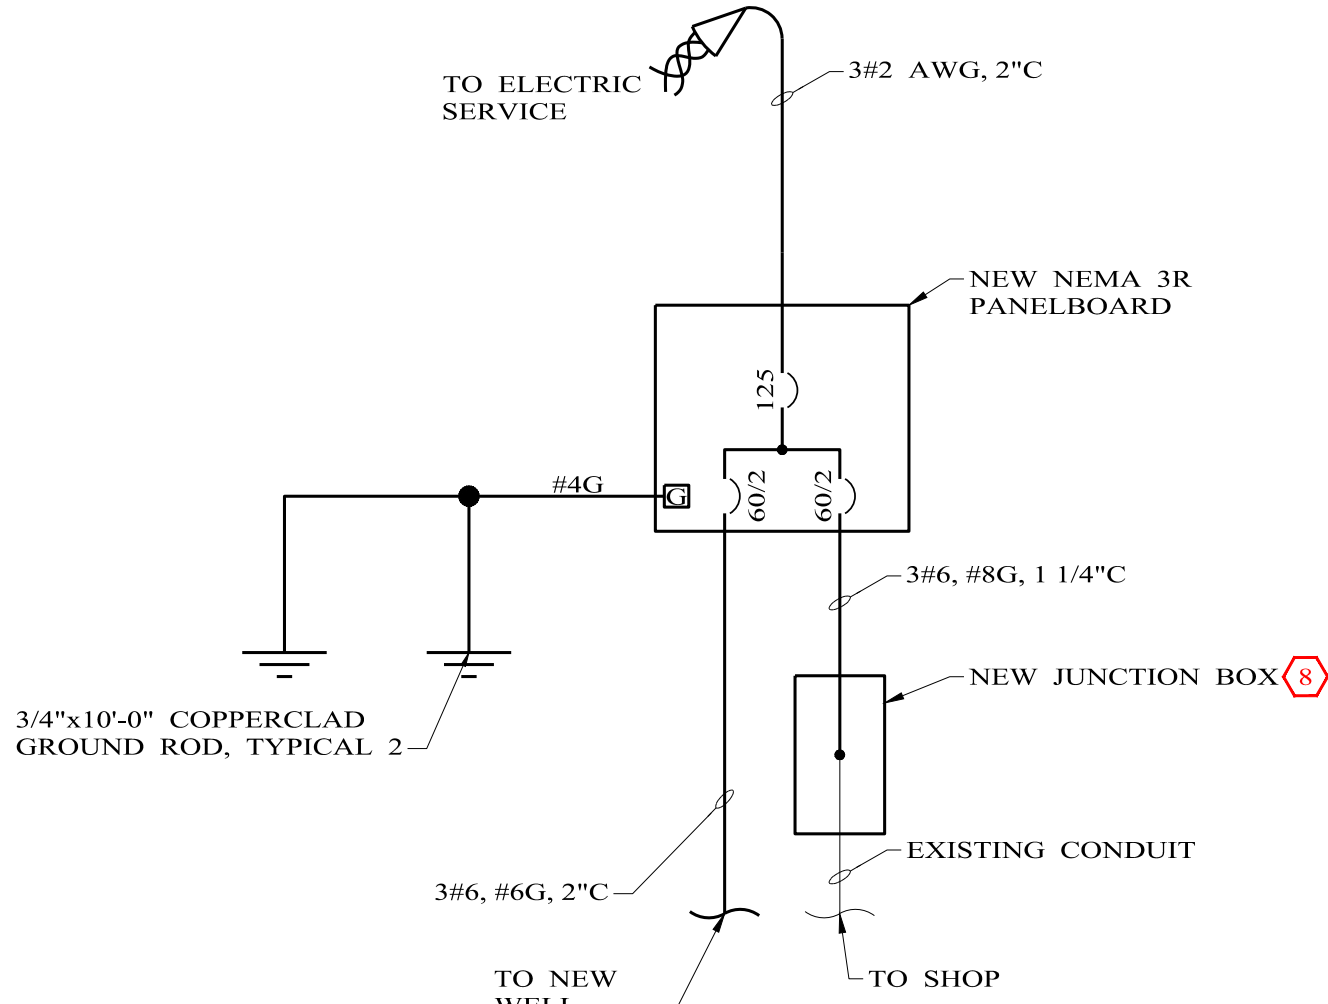 3#2 AWG, 2"C
TO ELECTRIC
SERVICE
NEW NEMA 3R
PANELBOARD
125
#4G
G
60/2
60/2
3#6, #8G, 1 1/4"C
NEW JUNCTION BOX 8
3/4"x10'-0" COPPERCLAD
GROUND ROD, TYPICAL 2
EXISTING CONDUIT
3#6, #6G, 2"C
TO NEW
WELL
TO SHOP